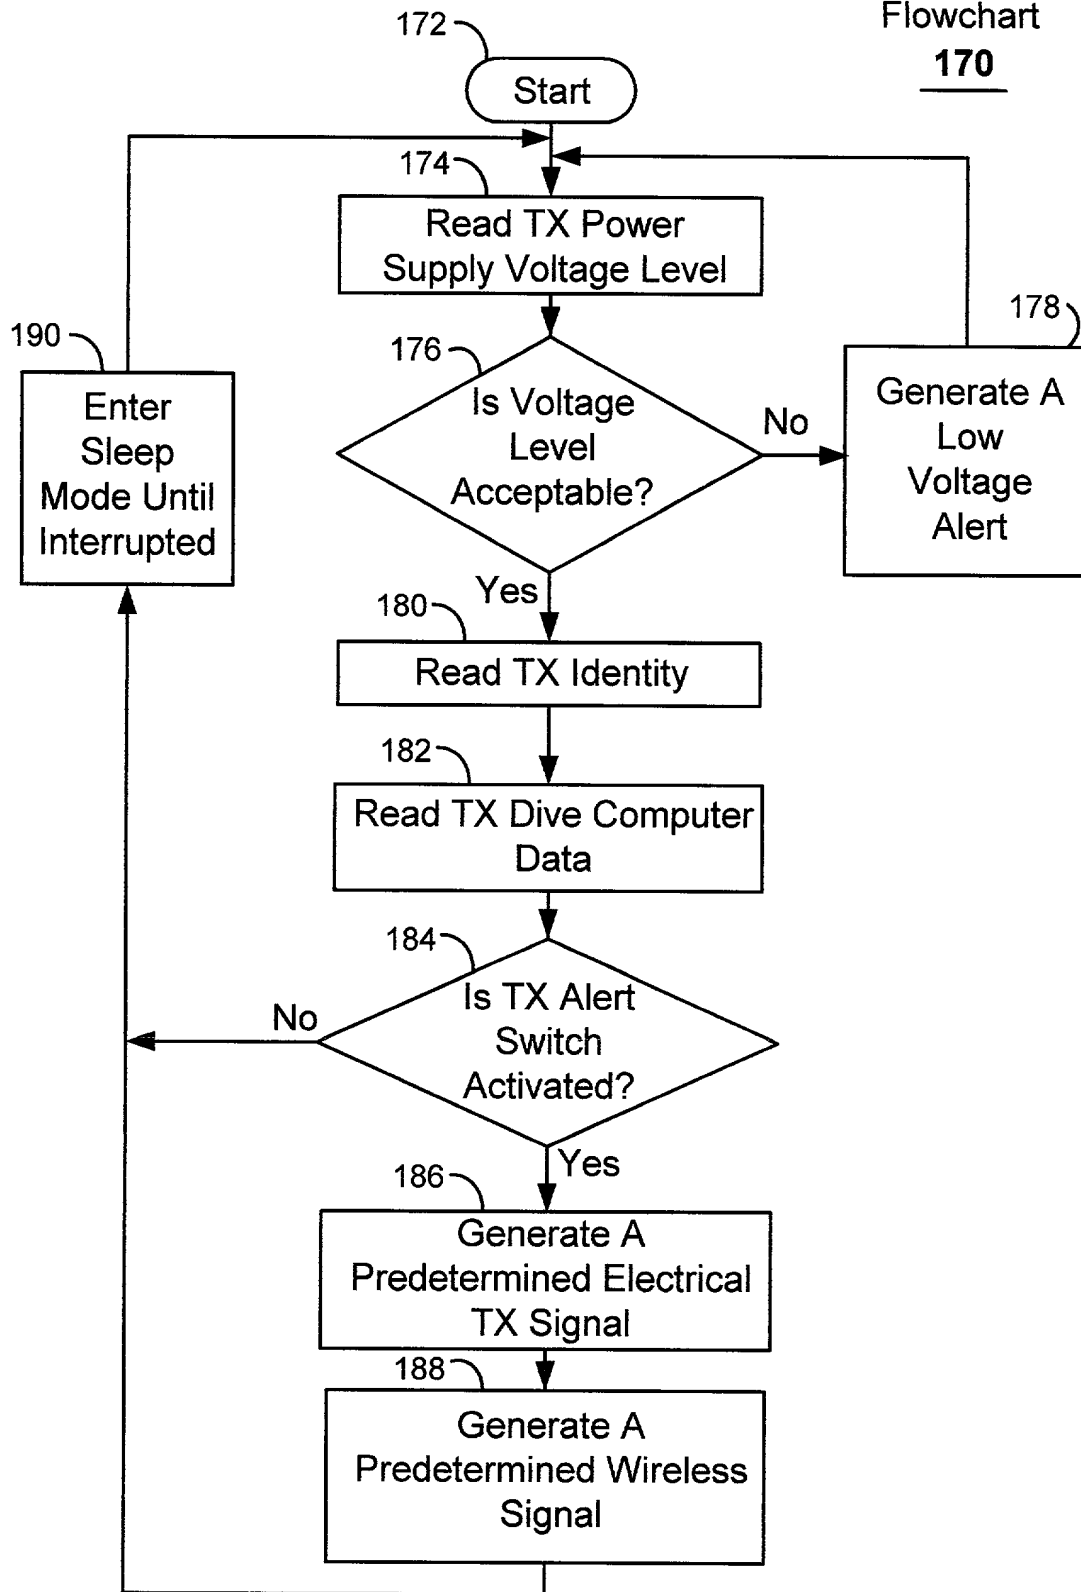 Flowchart
170
172
Start
174
Read TX Power
Supply Voltage Level
176
Is Voltage
Level
Acceptable?
No
178
Generate A
Low
Voltage
Alert
190
Enter
Sleep
Mode Until
Interrupted
Yes
180
Read TX Identity
182
Read TX Dive Computer
Data
184
Is TX Alert
Switch
Activated?
No
Yes
186
Generate A
Predetermined Electrical
TX Signal
188
Generate A
Predetermined Wireless
Signal